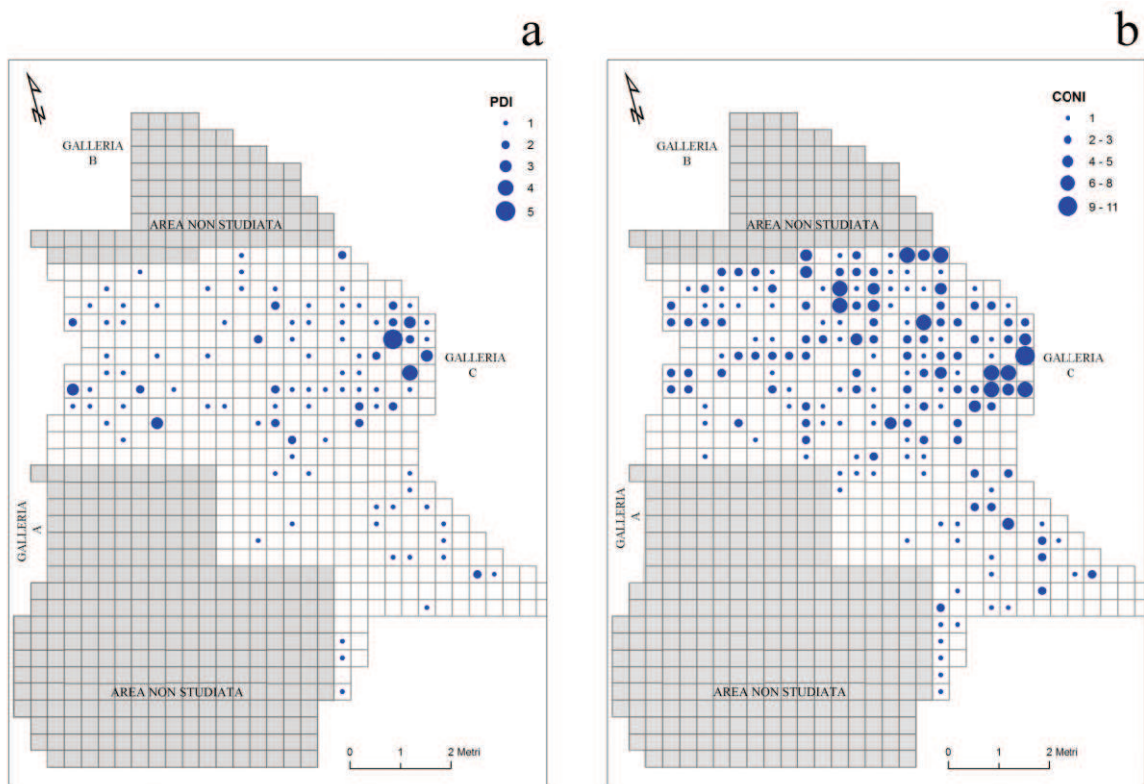 a
N
PDI
1
2
3
4
5
GALLERIA
B
AREA NON STUDIATA
GALLERIA
C
GALLERIA
A
AREA NON STUDIATA
0 1 2 Metri
b
N
CONI
1
2 - 3
4 - 5
6 - 8
9 - 11
GALLERIA
B
AREA NON STUDIATA
GALLERIA
C
GALLERIA
A
AREA NON STUDIATA
0 1 2 Metri